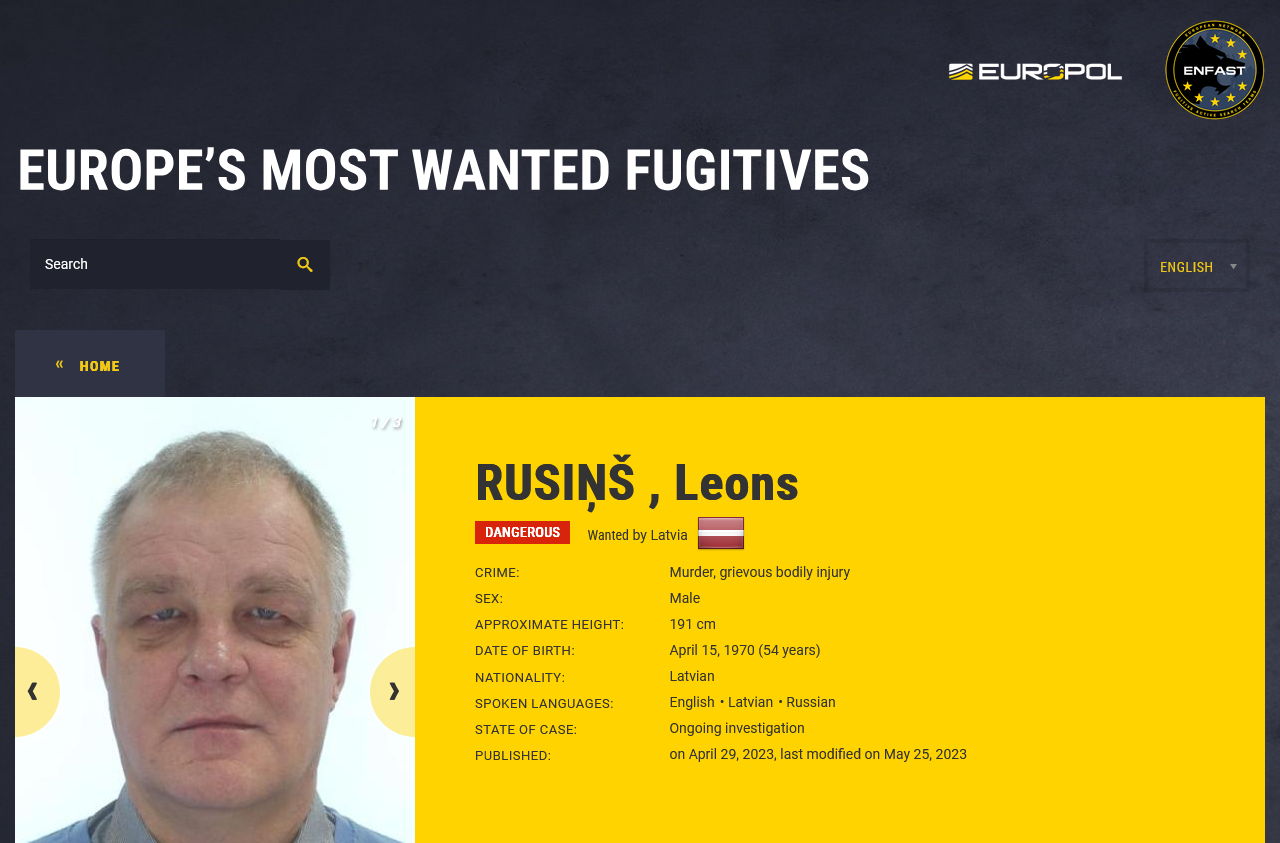 EUROPOL
EUROPEAN NETWORK
ENFAST
FUGITIVE ACTIVE SEARCH TEAMS
EUROPE’S MOST WANTED FUGITIVES
Search
ENGLISH
« HOME
1 / 3
RUSIŅŠ , Leons
DANGEROUS Wanted by Latvia
CRIME: Murder, grievous bodily injury
SEX: Male
APPROXIMATE HEIGHT: 191 cm
DATE OF BIRTH: April 15, 1970 (54 years)
NATIONALITY: Latvian
SPOKEN LANGUAGES: English • Latvian • Russian
STATE OF CASE: Ongoing investigation
PUBLISHED: on April 29, 2023, last modified on May 25, 2023